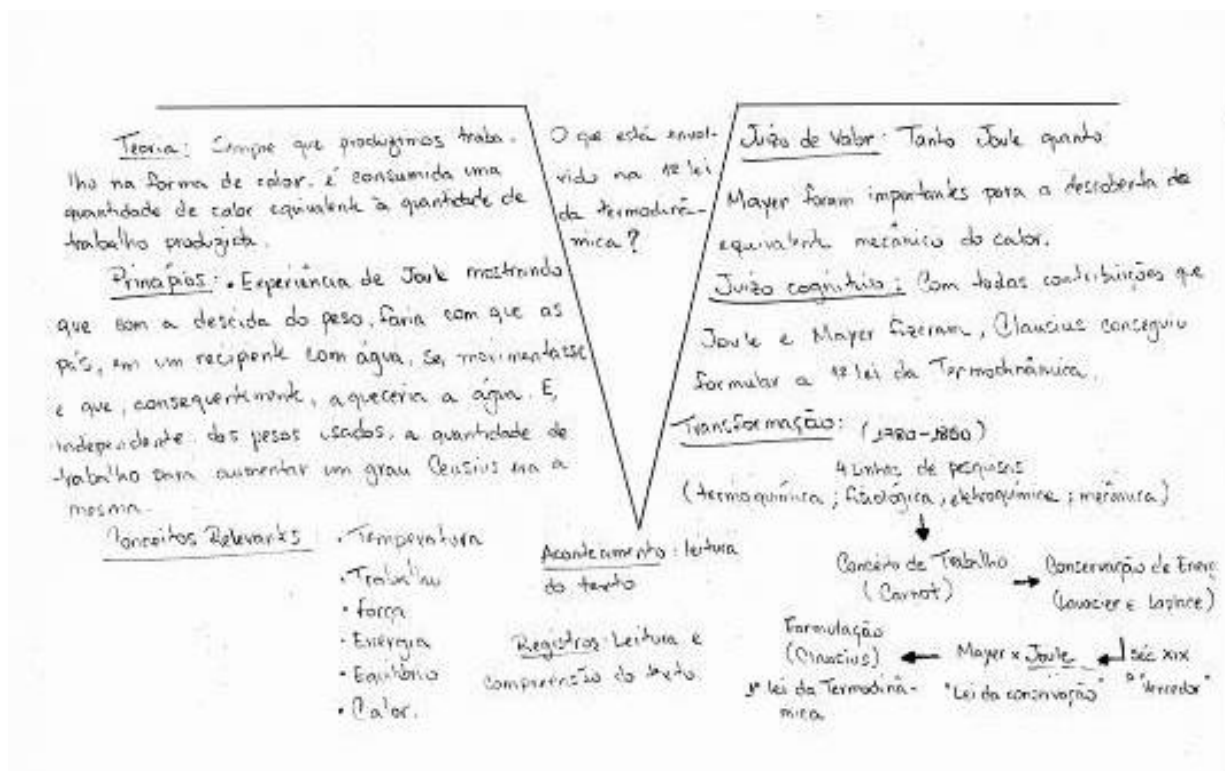 Teoria: Sempre que produzimos traba-
lho na forma de calor, é consumida uma
quantidade de calor equivalente à quantidade de
trabalho produzida.
Princípios: • Experiência de Joule mostrando
que com a descida do peso, faria com que as
pás, em um recipiente com água, se, movimentasse
e que, consequentemente, aqueceria a água. E,
independente dos pesos usados, a quantidade de
trabalho para aumentar um grau Censius era a
mesma.
Conceitos Relevantes:
• Temperatura
• Trabalho
• força
• Energia
• Equilíbrio
• Calor.
O que está envol-
vido na 1ª lei
da termodinâ-
mica?
Acontecimento: leitura
do texto
Registros: Leitura e
compreensão do texto.
Juízo de Valor: Tanto Joule quanto
Mayer foram importantes para a descoberta do
equivalente mecânico do calor.
Juízo cognitivo: Com todas contribuições que
Joule e Mayer fizeram, Clausius conseguiu
formular a 1ª lei da Termodinâmica.
Transformação: (1780-1860)
4 Linhas de pesquisas
(termoquímica; fisiológica, eletroquímica; mecânica)
Conceito de Trabalho
(Carnot)
Conservação de Energ
(Lavoisier e Laplace)
séc XIX
o "Vencedor"
Mayer x Joule
"Lei da conservação"
Formulação
(Clausius)
1ª lei da Termodinâ-
mica